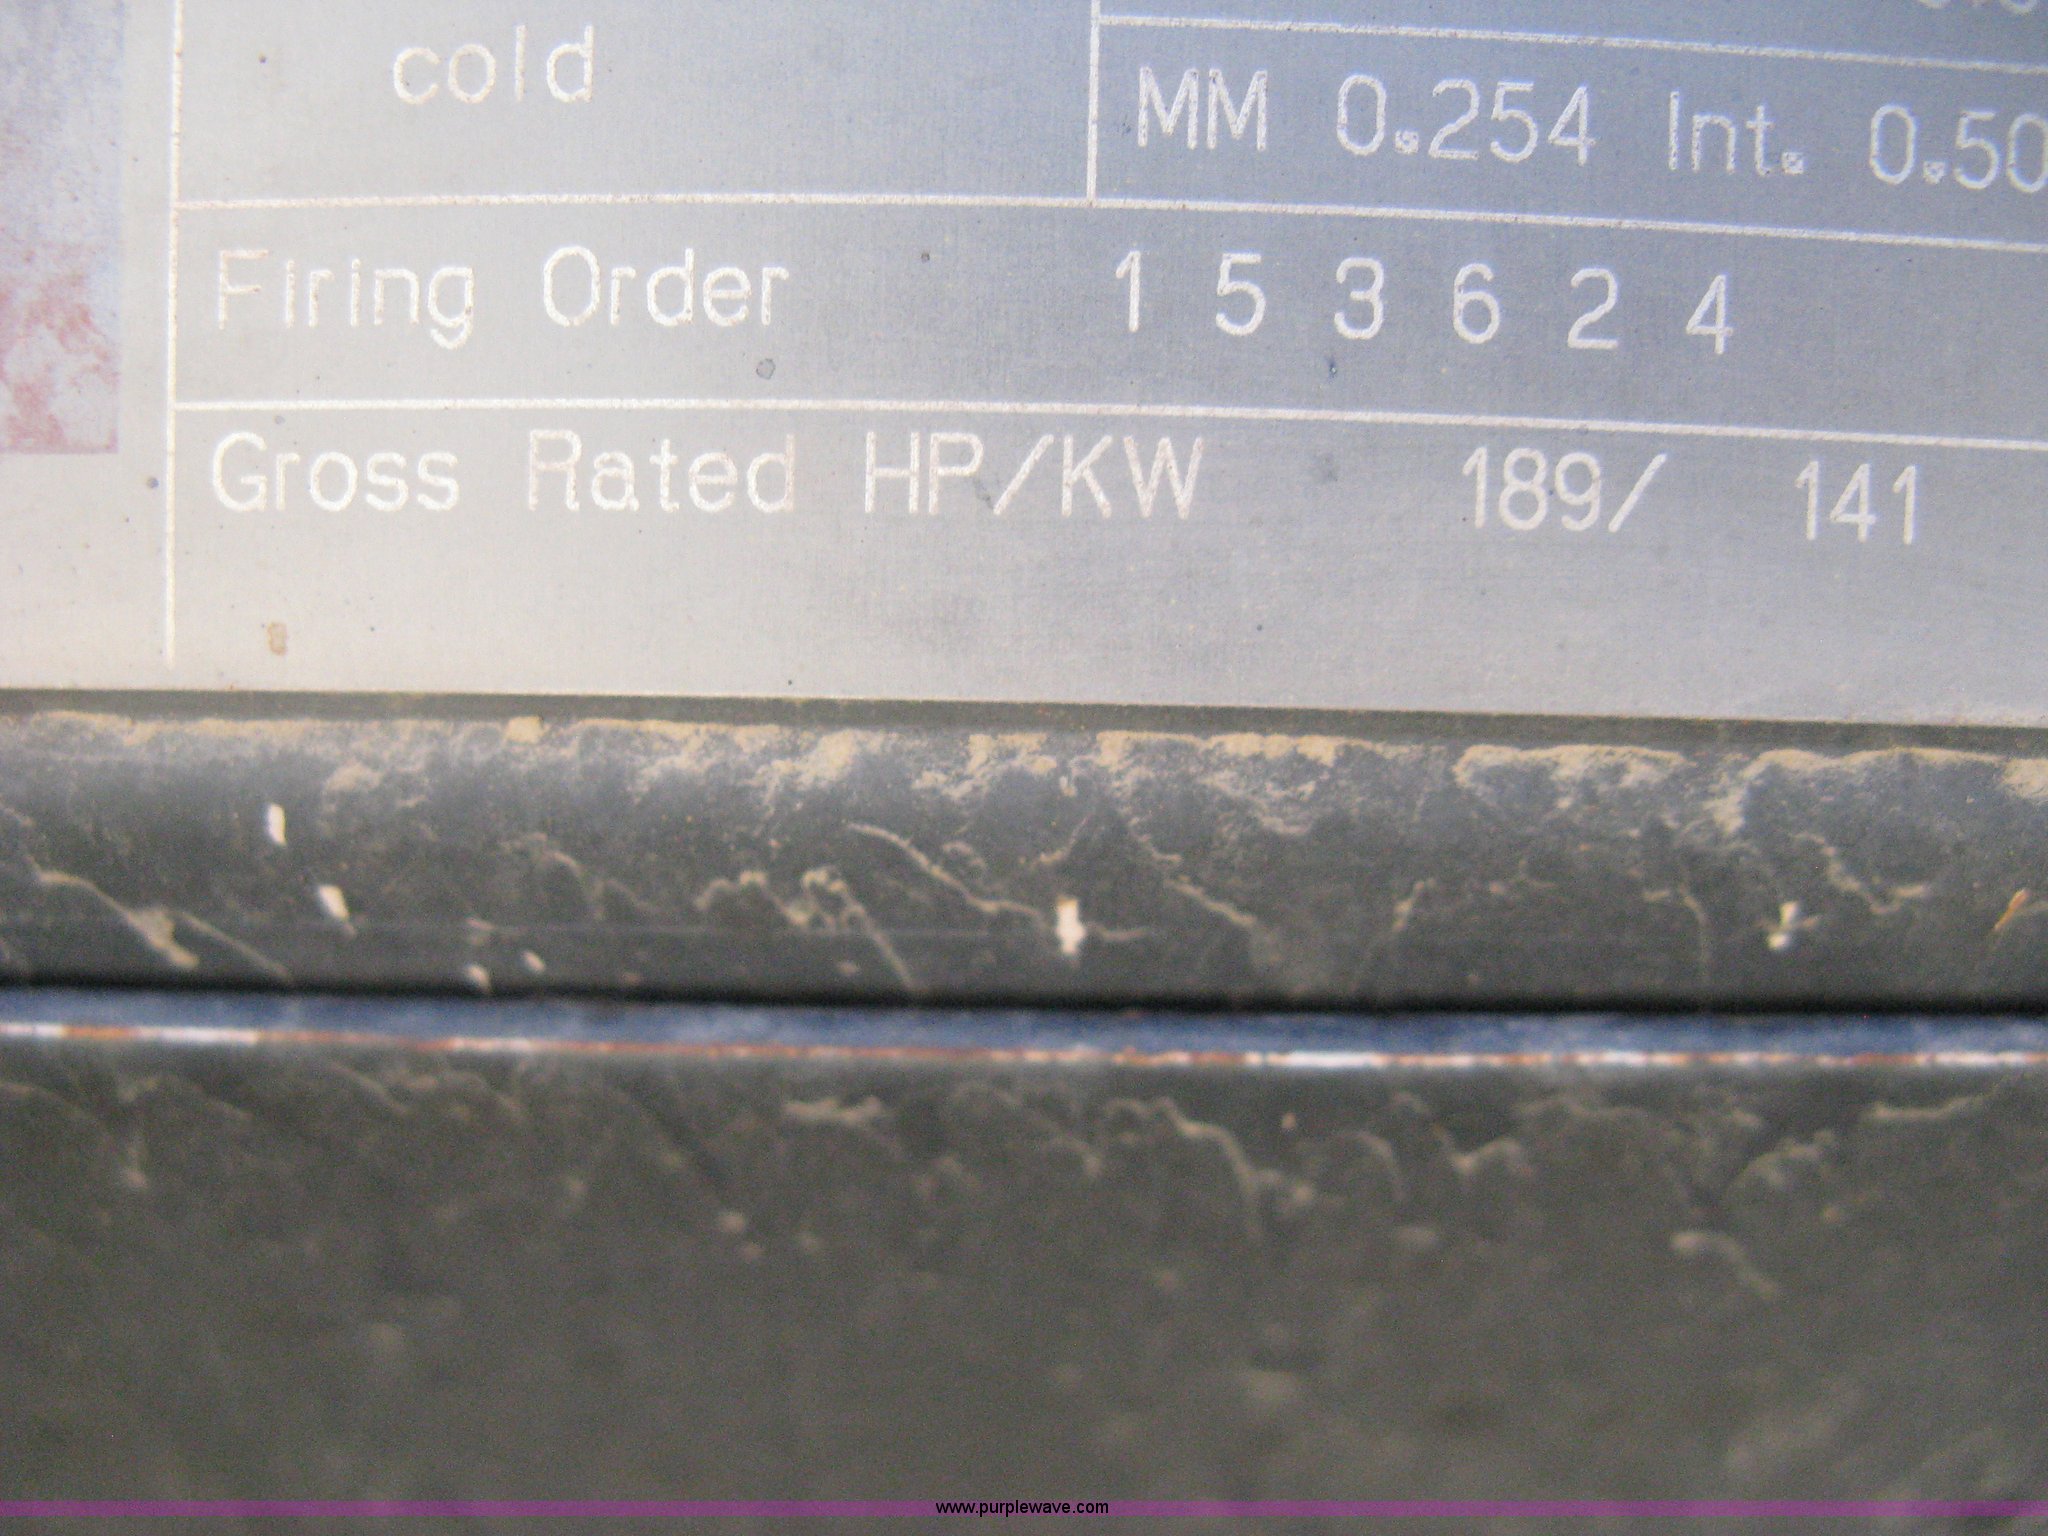 cold
MM 0.254 Int. 0.50
Firing Order 1 5 3 6 2 4
Gross Rated HP/KW 189/ 141
www.purplewave.com